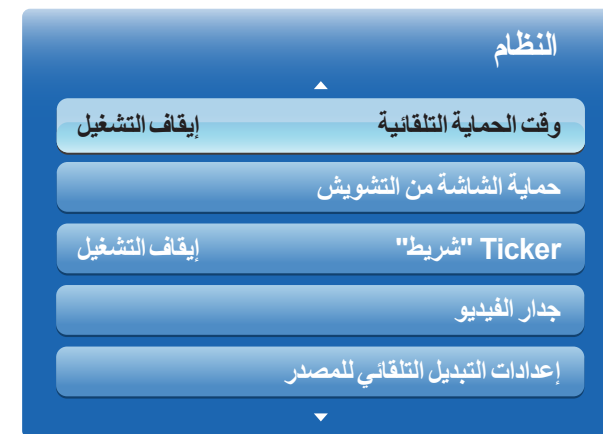 النظام
وقت الحماية التلقائية إيقاف التشغيل
حماية الشاشة من التشويش
Ticker "شريط" إيقاف التشغيل
جدار الفيديو
إعدادات التبديل التلقائي للمصدر